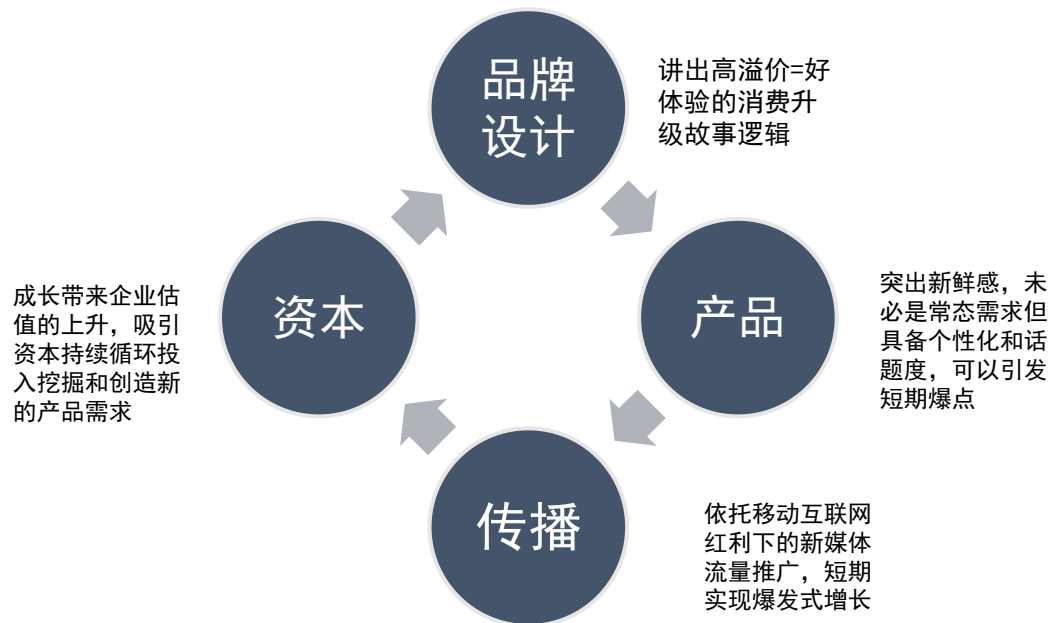 品牌
设计
讲出高溢价=好
体验的消费升
级故事逻辑
资本
产品
成长带来企业估
值的上升，吸引
资本持续循环投
入挖掘和创造新
的产品需求
突出新鲜感，未
必是常态需求但
具备个性化和话
题度，可以引发
短期爆点
传播
依托移动互联网
红利下的新媒体
流量推广，短期
实现爆发式增长